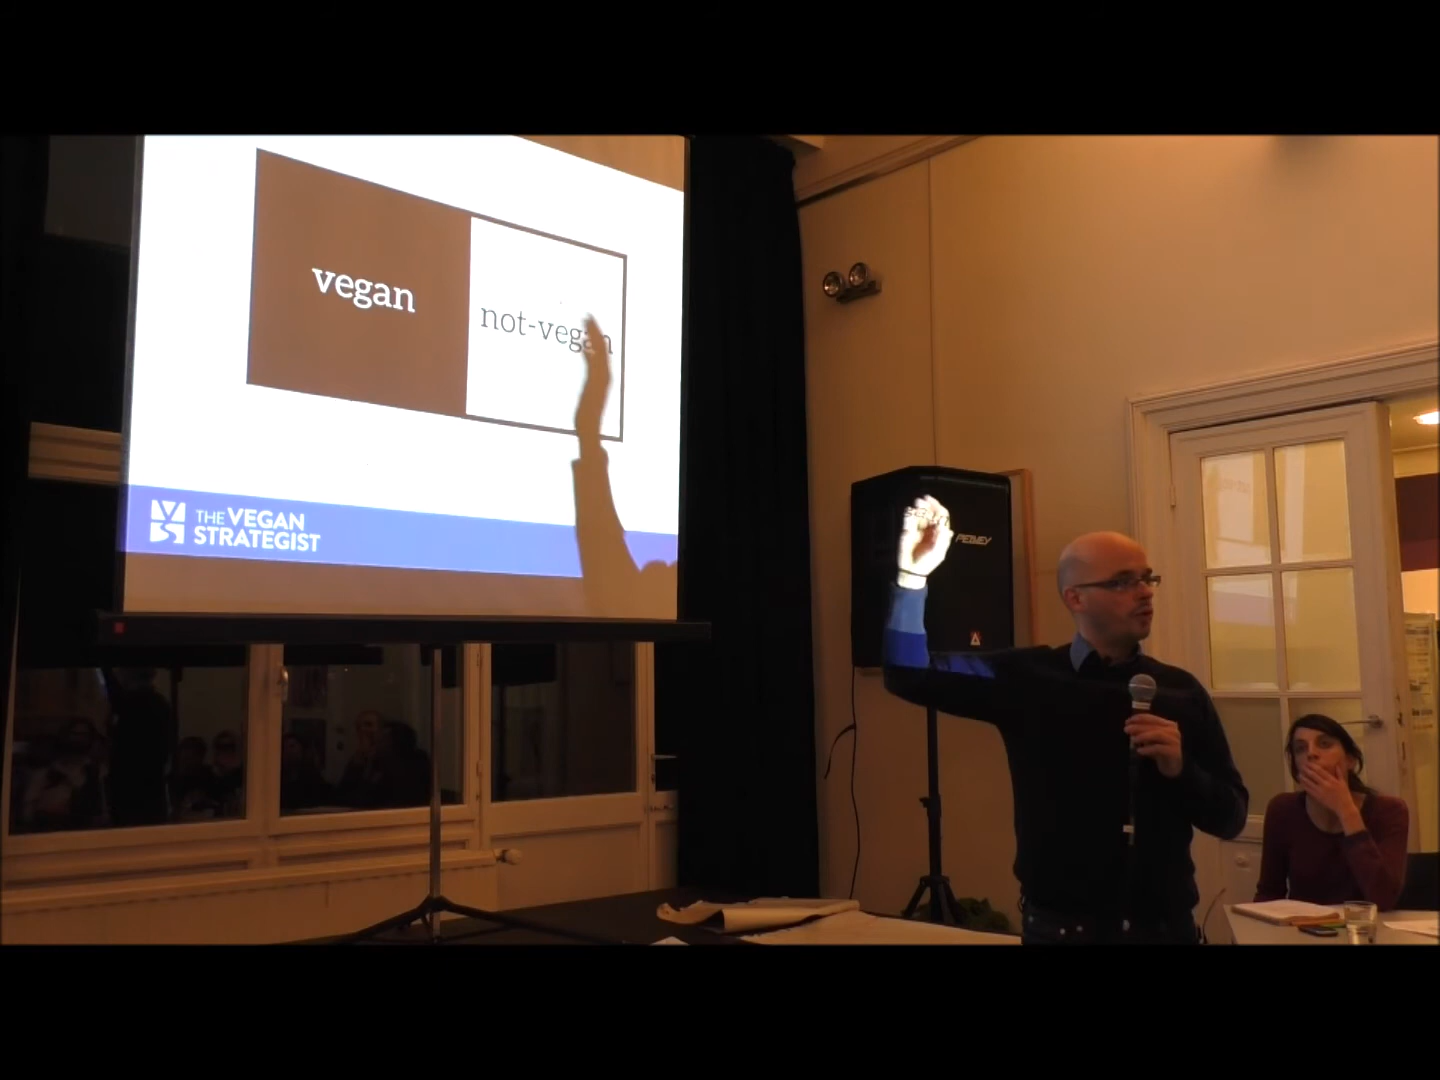 vegan
not-vegan
THE VEGAN
STRATEGIST
PEAVEY